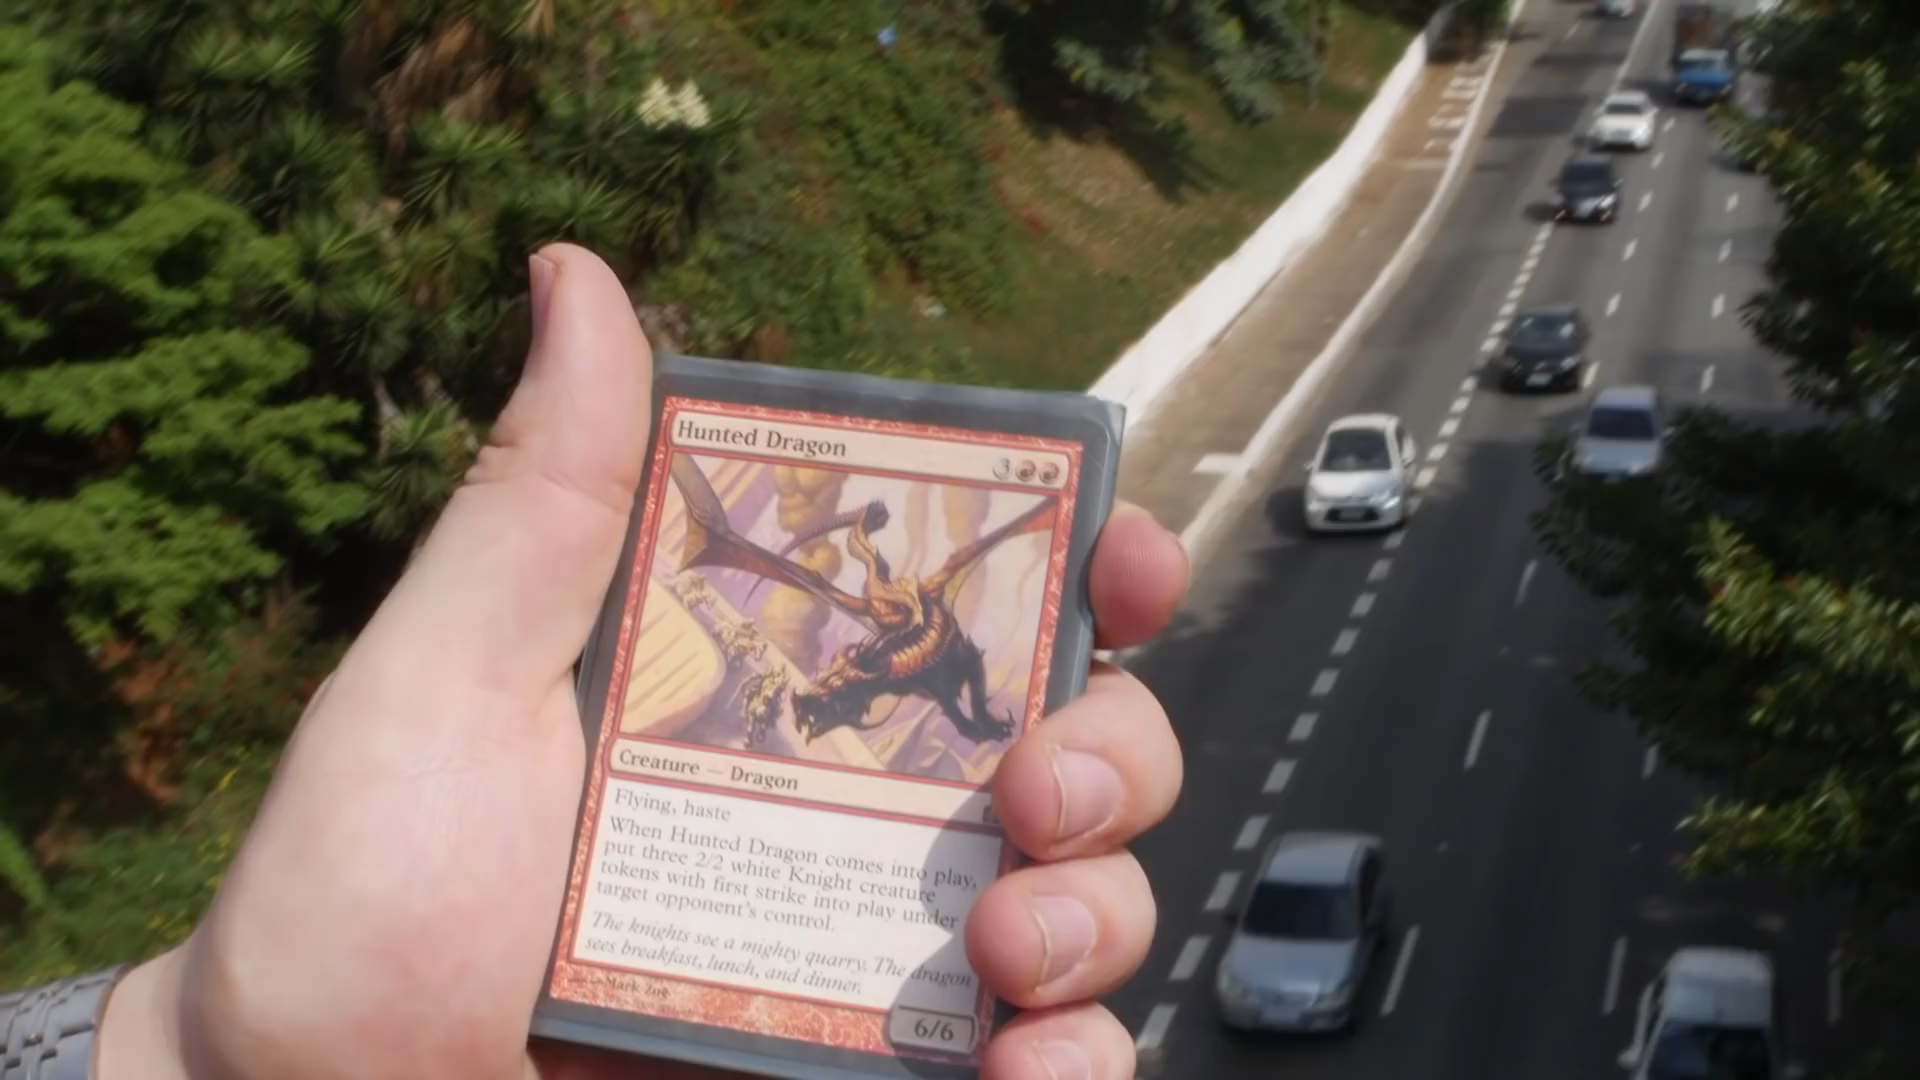 Hunted Dragon
3
Creature — Dragon
Flying, haste
When Hunted Dragon comes into play,
put three 2/2 white Knight creature
tokens with first strike into play under
target opponent's control.
The knights see a mighty quarry. The dragon
sees breakfast, lunch, and dinner.
Mark Zug
6/6